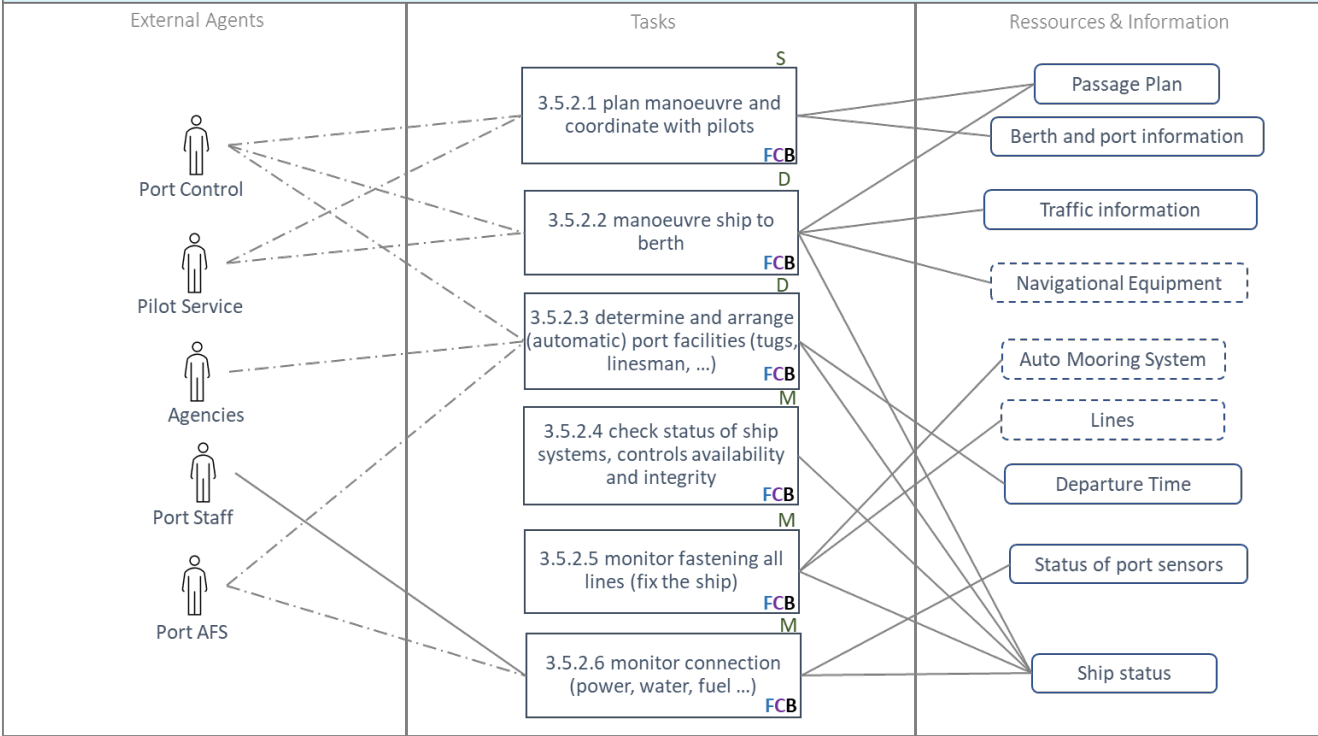 External Agents
Tasks
Ressources & Information
Port Control
Pilot Service
Agencies
Port Staff
Port AFS
S
3.5.2.1 plan manoeuvre and
coordinate with pilots
FCB
D
3.5.2.2 manoeuvre ship to
berth
FCB
D
3.5.2.3 determine and arrange
(automatic) port facilities (tugs,
linesman, ...)
FCB
M
3.5.2.4 check status of ship
systems, controls availability
and integrity
FCB
M
3.5.2.5 monitor fastening all
lines (fix the ship)
FCB
M
3.5.2.6 monitor connection
(power, water, fuel ...)
FCB
Passage Plan
Berth and port information
Traffic information
Navigational Equipment
Auto Mooring System
Lines
Departure Time
Status of port sensors
Ship status